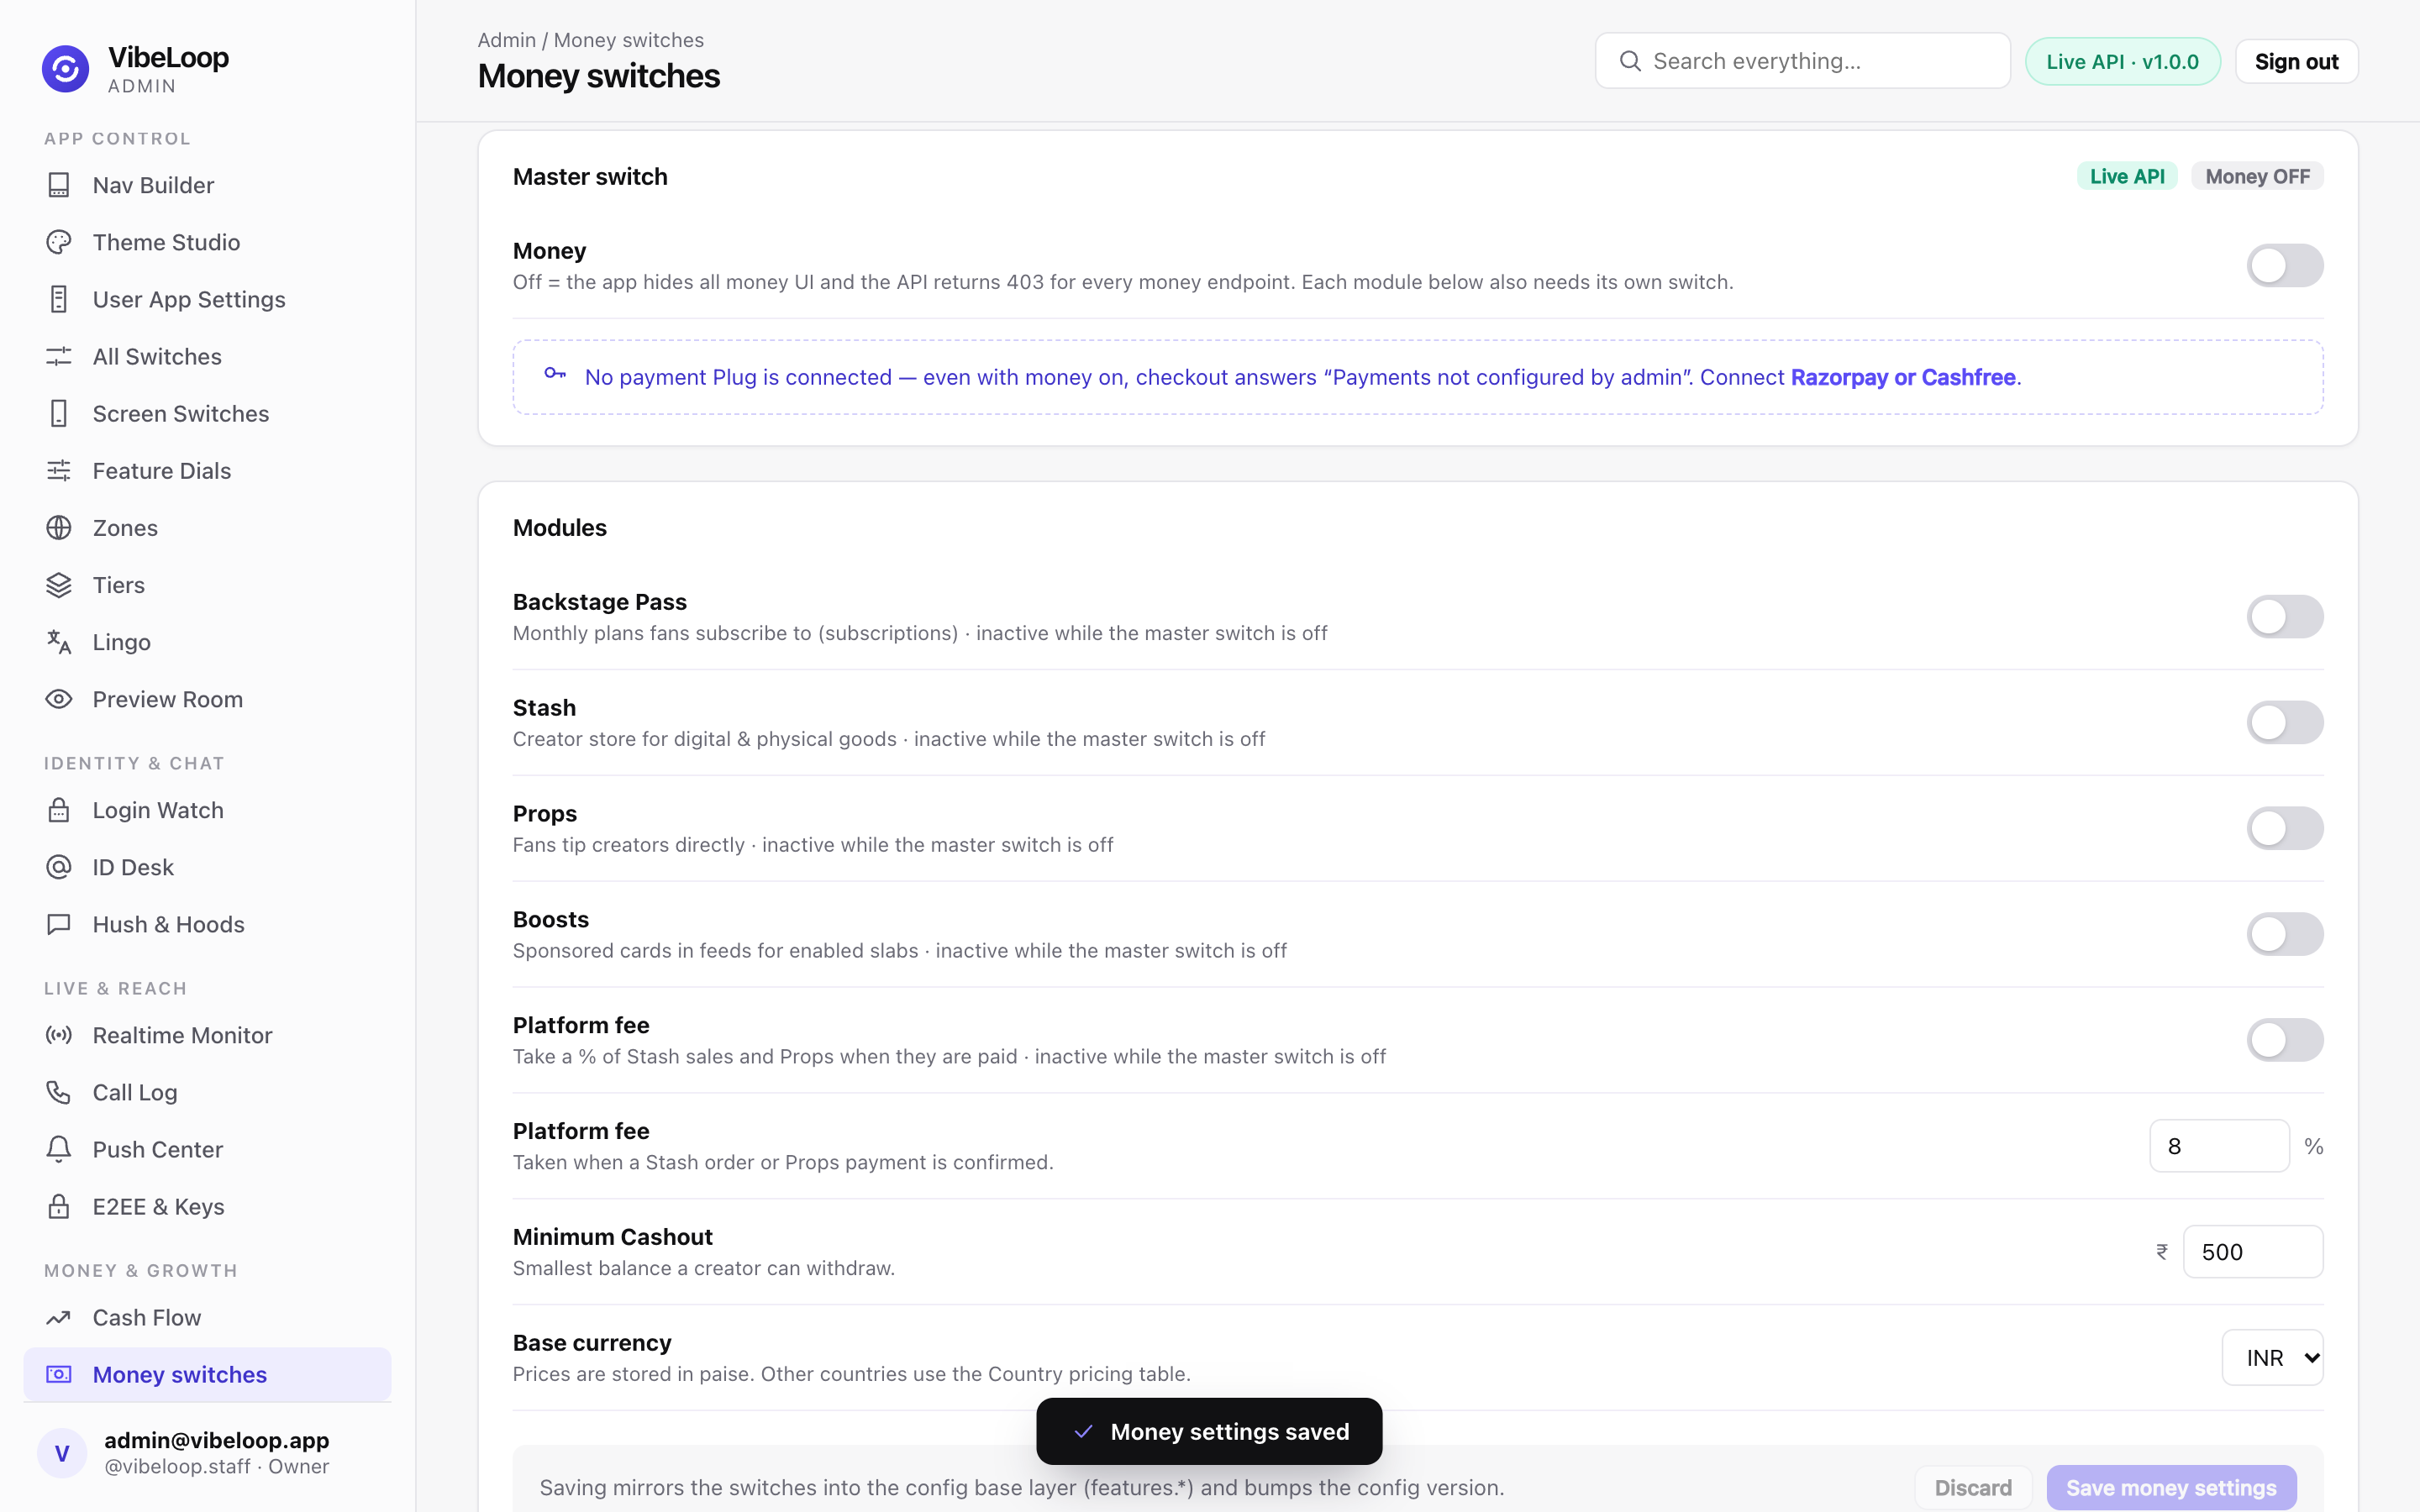 VibeLoop
ADMIN
APP CONTROL
Nav Builder
Theme Studio
User App Settings
All Switches
Screen Switches
Feature Dials
Zones
Tiers
Lingo
Preview Room
IDENTITY & CHAT
Login Watch
ID Desk
Hush & Hoods
LIVE & REACH
Realtime Monitor
Call Log
Push Center
E2EE & Keys
MONEY & GROWTH
Cash Flow
Money switches
V
admin@vibeloop.app
@vibeloop.staff · Owner
Admin / Money switches
Money switches
Search everything...
Live API · v1.0.0
Sign out
Master switch
Live API
Money OFF
Money
Off = the app hides all money UI and the API returns 403 for every money endpoint. Each module below also needs its own switch.
No payment Plug is connected — even with money on, checkout answers “Payments not configured by admin”. Connect Razorpay or Cashfree.
Modules
Backstage Pass
Monthly plans fans subscribe to (subscriptions) · inactive while the master switch is off
Stash
Creator store for digital & physical goods · inactive while the master switch is off
Props
Fans tip creators directly · inactive while the master switch is off
Boosts
Sponsored cards in feeds for enabled slabs · inactive while the master switch is off
Platform fee
Take a % of Stash sales and Props when they are paid · inactive while the master switch is off
Platform fee
Taken when a Stash order or Props payment is confirmed.
8 %
Minimum Cashout
Smallest balance a creator can withdraw.
₹ 500
Base currency
Prices are stored in paise. Other countries use the Country pricing table.
INR
Money settings saved
Saving mirrors the switches into the config base layer (features.*) and bumps the config version.
Discard
Save money settings